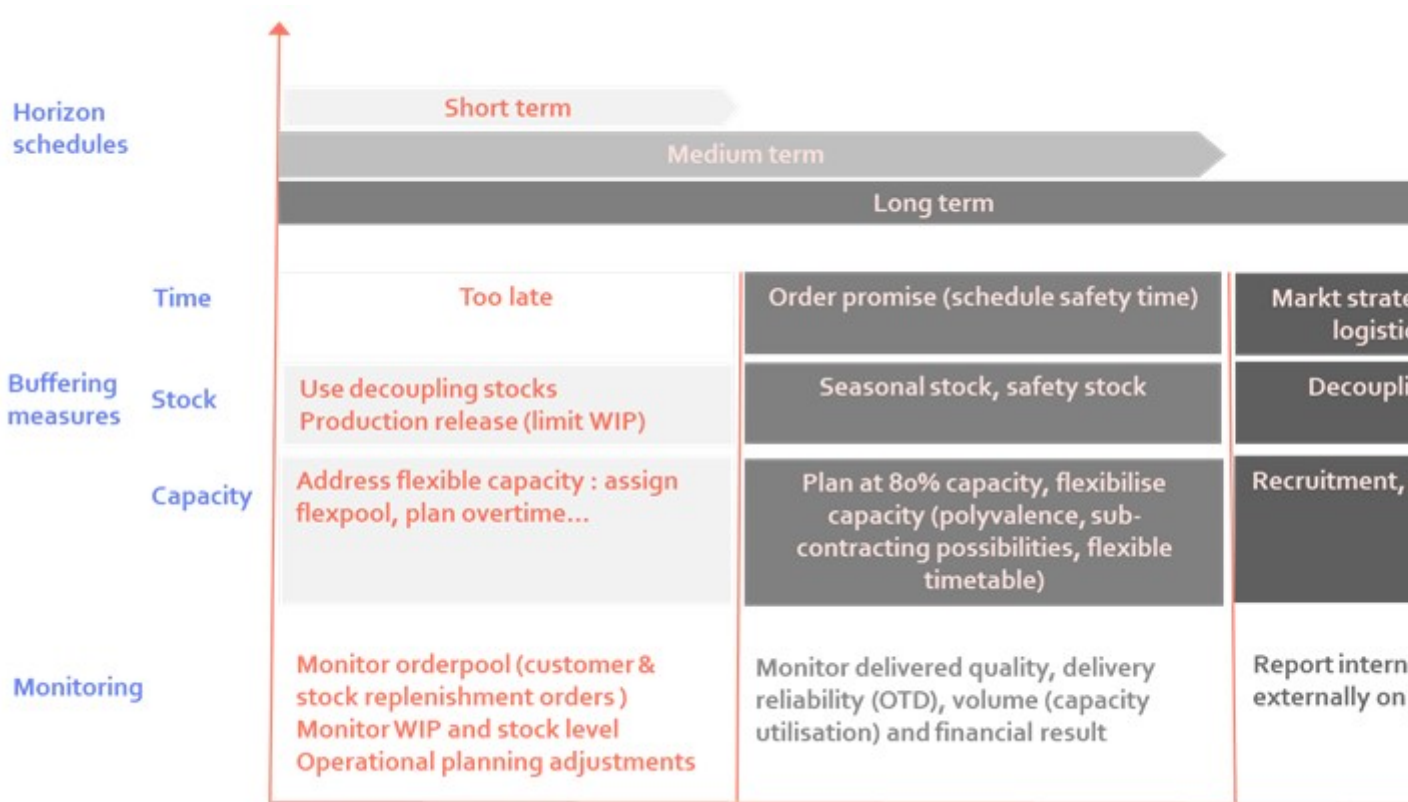 Horizon
schedules
Short term
Medium term
Long term
Time
Too late
Order promise (schedule safety time)
Markt strate
logisti
Buffering
measures
Stock
Use decoupling stocks
Production release (limit WIP)
Seasonal stock, safety stock
Decoupli
Capacity
Address flexible capacity : assign
flexpool, plan overtime...
Plan at 80% capacity, flexibilise
capacity (polyvalence, sub-
contracting possibilities, flexible
timetable)
Recruitment,
Monitoring
Monitor orderpool (customer &
stock replenishment orders )
Monitor WIP and stock level
Operational planning adjustments
Monitor delivered quality, delivery
reliability (OTD), volume (capacity
utilisation) and financial result
Report intern
externally on